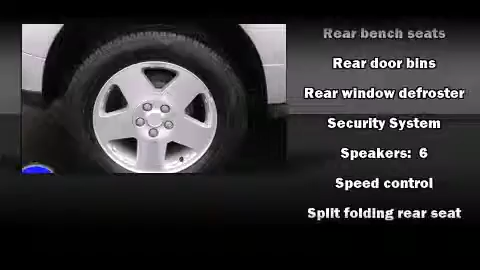 Rear bench seats
Rear door bins
Rear window defroster
Security System
Speakers:  6
Speed control
Split folding rear seat